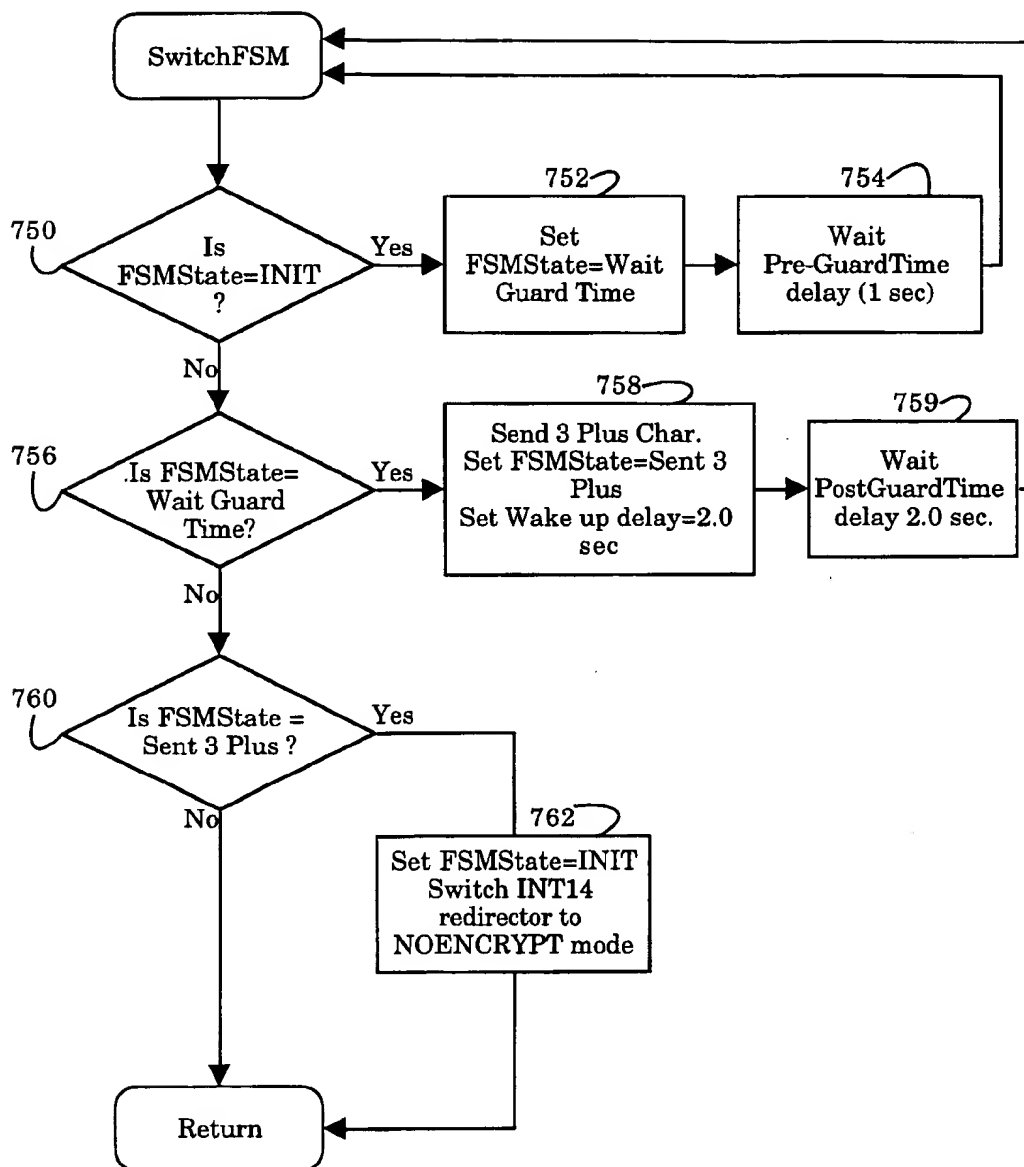 SwitchFSM
752
754
750
Is
FSMState=INIT
?
Yes
Set
FSMState=Wait
Guard Time
Wait
Pre-GuardTime
delay (1 sec)
No
758
759
756
.Is FSMState=
Wait Guard
Time?
Yes
Send 3 Plus Char.
Set FSMState=Sent 3
Plus
Set Wake up delay=2.0
sec
Wait
PostGuardTime
delay 2.0 sec.
No
760
Is FSMState =
Sent 3 Plus ?
Yes
No
762
Set FSMState=INIT
Switch INT14
redirector to
NOENCRYPT mode
Return